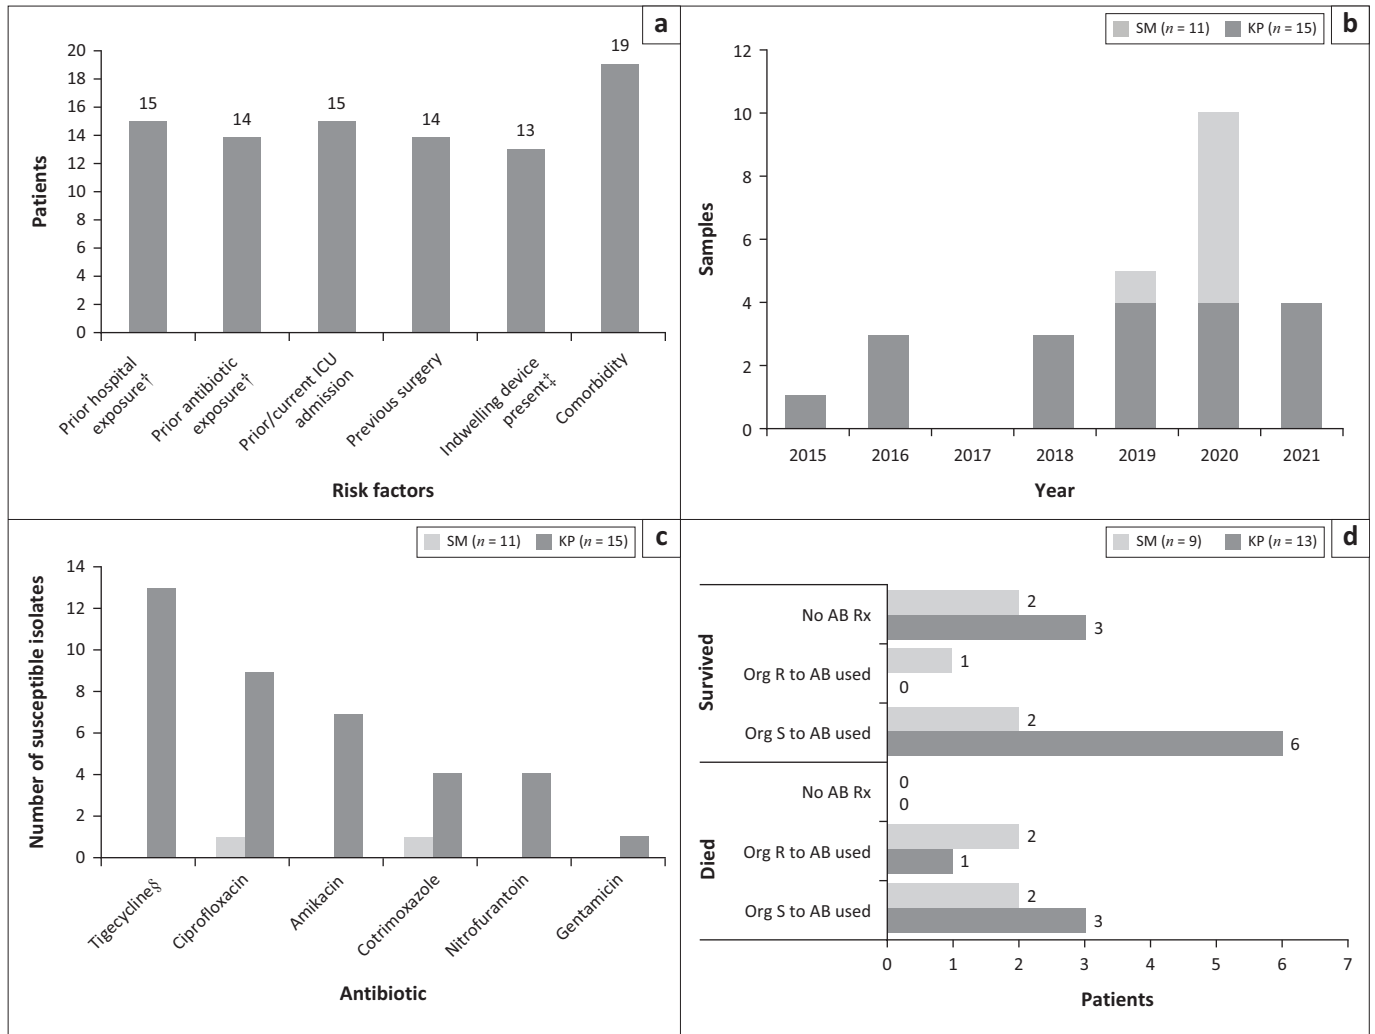 a
20
18
16
14
12
10
8
6
4
2
0
Patients
15
14
15
14
13
19
Prior hospital
exposure†
Prior antibiotic
exposure†
Prior/current ICU
admission
Previous surgery
Indwelling device
present‡
Comorbidity
Risk factors
SM (n = 11) KP (n = 15)
b
12
10
8
6
4
2
0
Samples
2015 2016 2017 2018 2019 2020 2021
Year
SM (n = 11) KP (n = 15)
c
14
12
10
8
6
4
2
0
Number of susceptible isolates
Tigecycline§
Ciprofloxacin
Amikacin
Cotrimoxazole
Nitrofurantoin
Gentamicin
Antibiotic
SM (n = 9) KP (n = 13)
d
Survived
No AB Rx
2
3
Org R to AB used
1
0
Org S to AB used
2
6
Died
No AB Rx
0
0
Org R to AB used
2
1
Org S to AB used
2
3
0 1 2 3 4 5 6 7
Patients